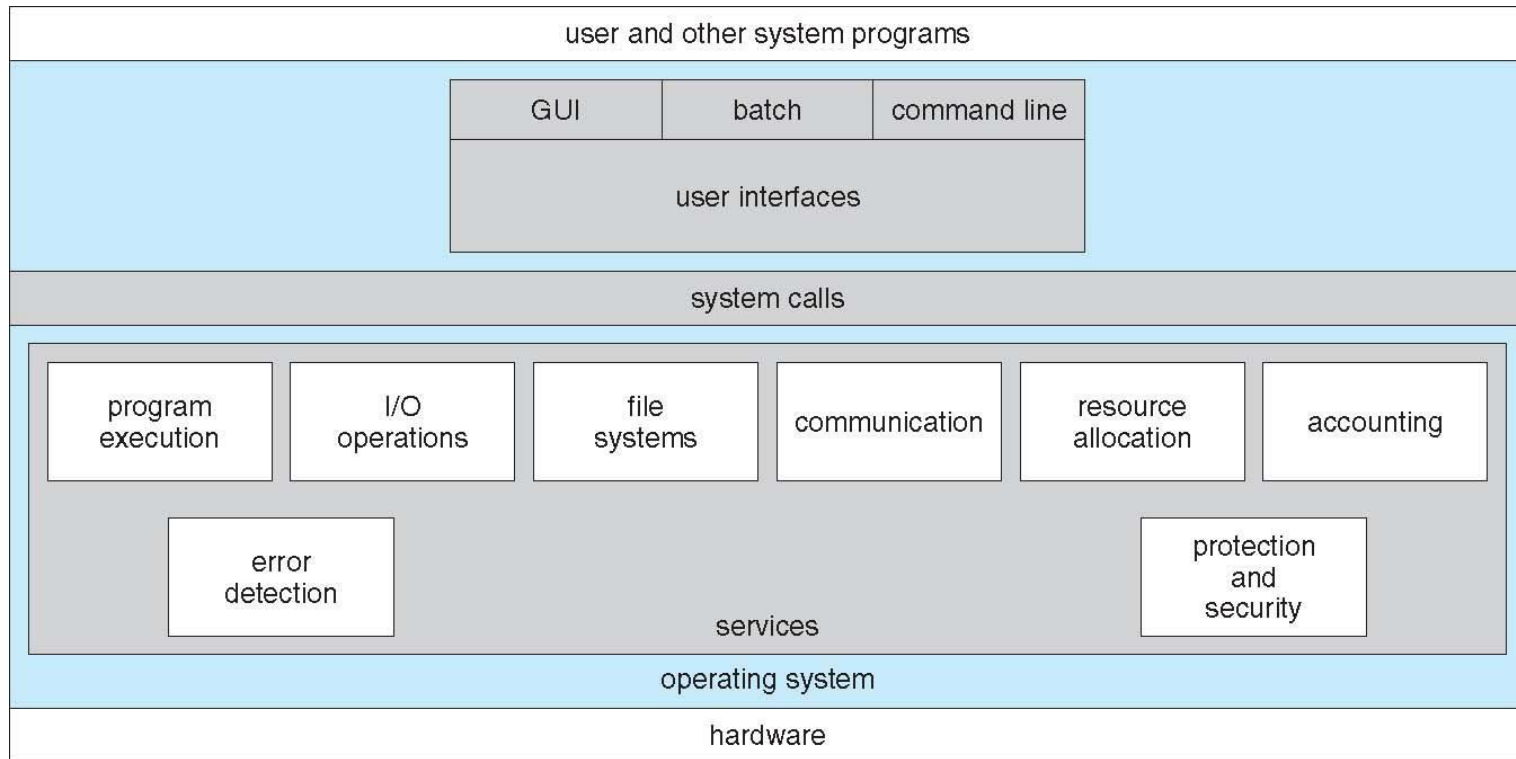 user and other system programs
GUI
batch
command line
user interfaces
system calls
program
execution
I/O
operations
file
systems
communication
resource
allocation
accounting
error
detection
protection
and
security
services
operating system
hardware